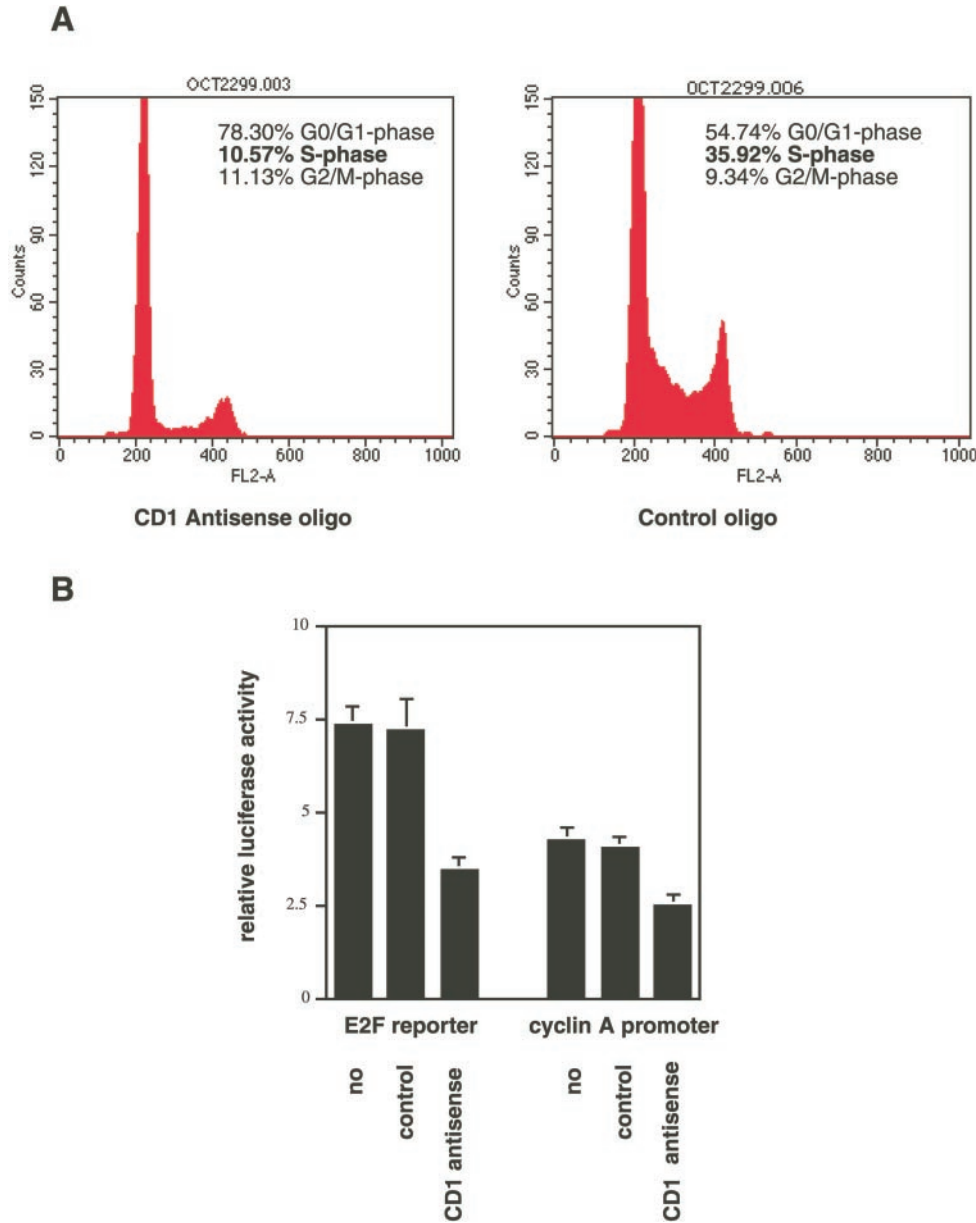 A
OCT2299.003
150
120
90
60
30
0
Counts
78.30% G0/G1-phase
10.57% S-phase
11.13% G2/M-phase
0 200 400 600 800 1000
FL2-A
CD1 Antisense oligo
OCT2299.006
150
120
90
60
30
0
Counts
54.74% G0/G1-phase
35.92% S-phase
9.34% G2/M-phase
0 200 400 600 800 1000
FL2-A
Control oligo
B
relative luciferase activity
10
7.5
5
2.5
0
E2F reporter
cyclin A promoter
no
control
CD1 antisense
no
control
CD1 antisense